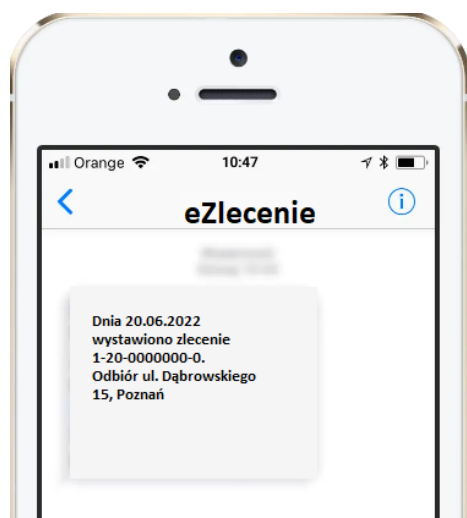 Orange 10:47
eZlecenie
Dnia 20.06.2022
wystawiono zlecenie
1-20-0000000-0.
Odbiór ul. Dąbrowskiego
15, Poznań